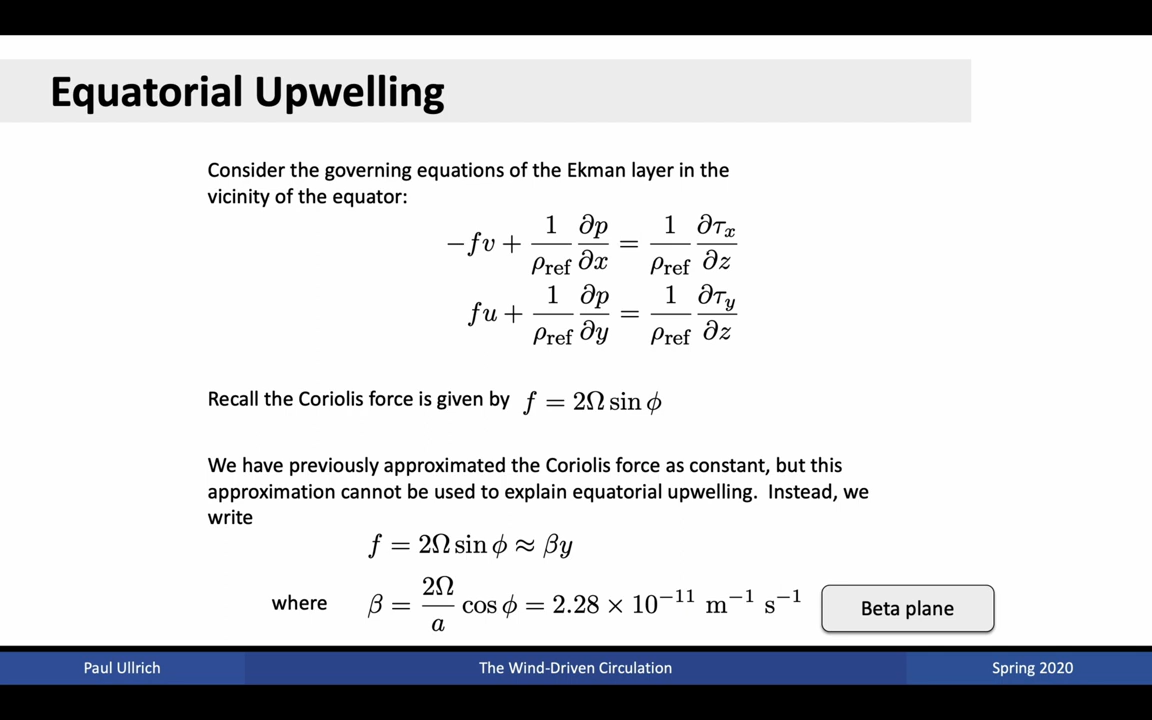 Equatorial Upwelling
Consider the governing equations of the Ekman layer in the
vicinity of the equator:
−fv + 1/ρ_ref ∂p/∂x = 1/ρ_ref ∂τ_x/∂z
fu + 1/ρ_ref ∂p/∂y = 1/ρ_ref ∂τ_y/∂z
Recall the Coriolis force is given by f = 2Ω sin ϕ
We have previously approximated the Coriolis force as constant, but this
approximation cannot be used to explain equatorial upwelling. Instead, we
write
f = 2Ω sin ϕ ≈ βy
where β = 2Ω/a cos ϕ = 2.28 × 10⁻¹¹ m⁻¹ s⁻¹
Beta plane
Paul Ullrich
The Wind-Driven Circulation
Spring 2020